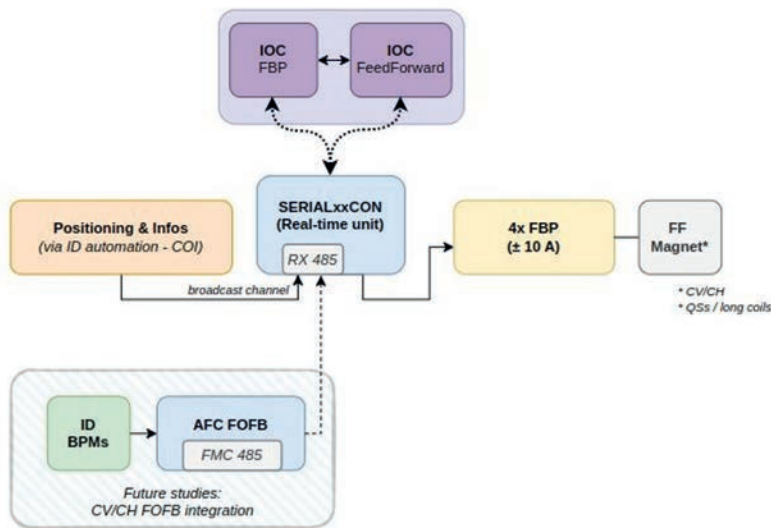 IOC
FBP
IOC
FeedForward
Positioning & Infos
(via ID automation - COI)
SERIALxxCON
(Real-time unit)
RX 485
4x FBP
(± 10 A)
FF
Magnet*
broadcast channel
* CV/CH
* QSs / long coils
ID
BPMs
AFC FOFB
FMC 485
Future studies:
CV/CH FOFB integration